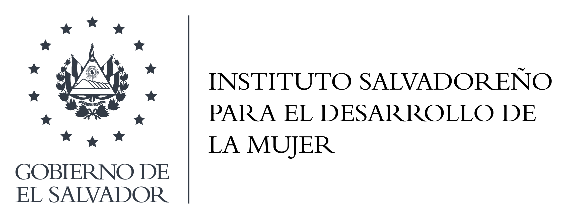 GOBIERNO DE
EL SALVADOR
INSTITUTO SALVADOREÑO
PARA EL DESARROLLO DE
LA MUJER